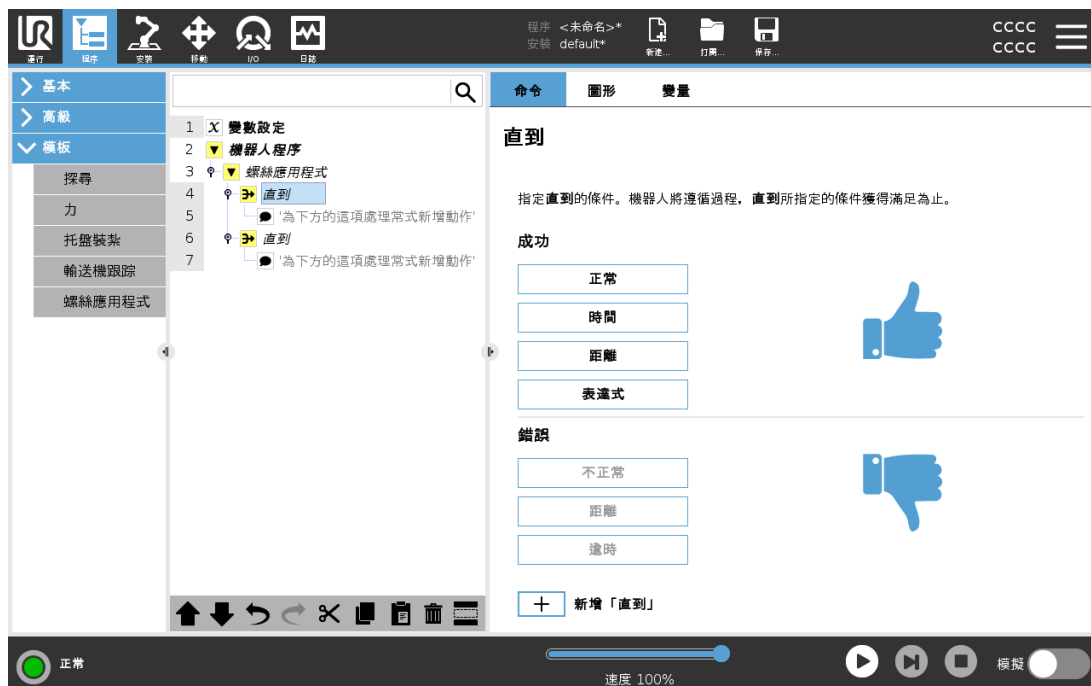 程序 <未命名>*
安裝 default*
CCCC
CCCC
運行
程序
安裝
移動
I/O
日誌
新建...
打開...
保存...
基本
高級
模板
探尋
力
托盤裝紮
輸送機跟踪
螺絲應用程式
1 X 變數設定
2 機器人程序
3 螺絲應用程式
4 直到
5 '為下方的這項處理常式新增動作'
6 直到
7 '為下方的這項處理常式新增動作'
命令 圖形 變量
直到
指定直到的條件。機器人將遵循過程，直到所指定的條件獲得滿足為止。
成功
正常
時間
距離
表達式
錯誤
不正常
距離
逾時
新增「直到」
正常
速度 100%
模擬